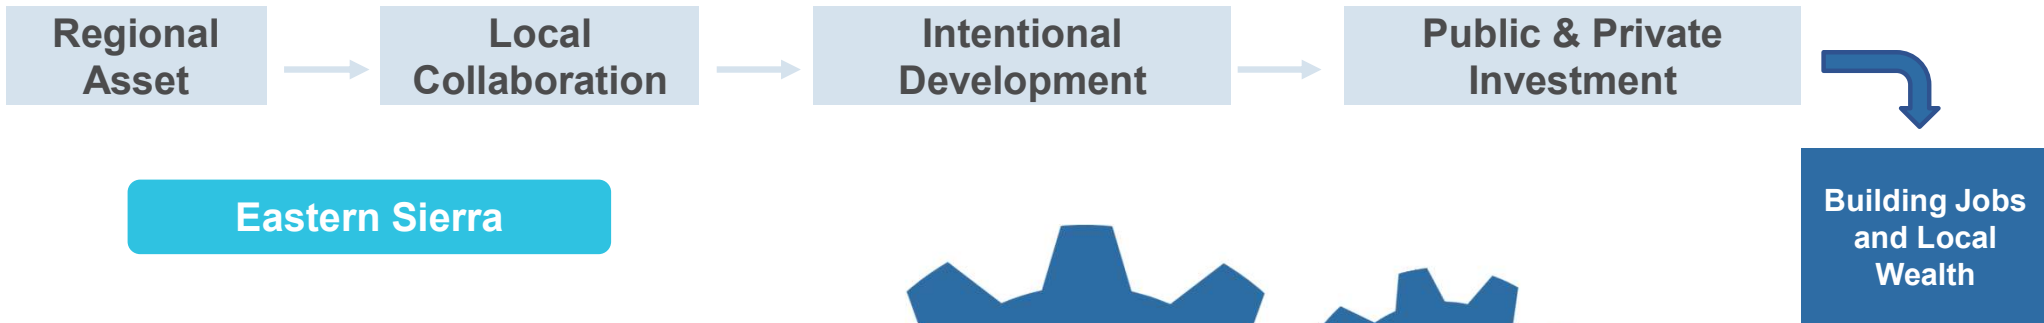 Regional
Asset
Local
Collaboration
Intentional
Development
Public & Private
Investment
Eastern Sierra
Building Jobs
and Local
Wealth